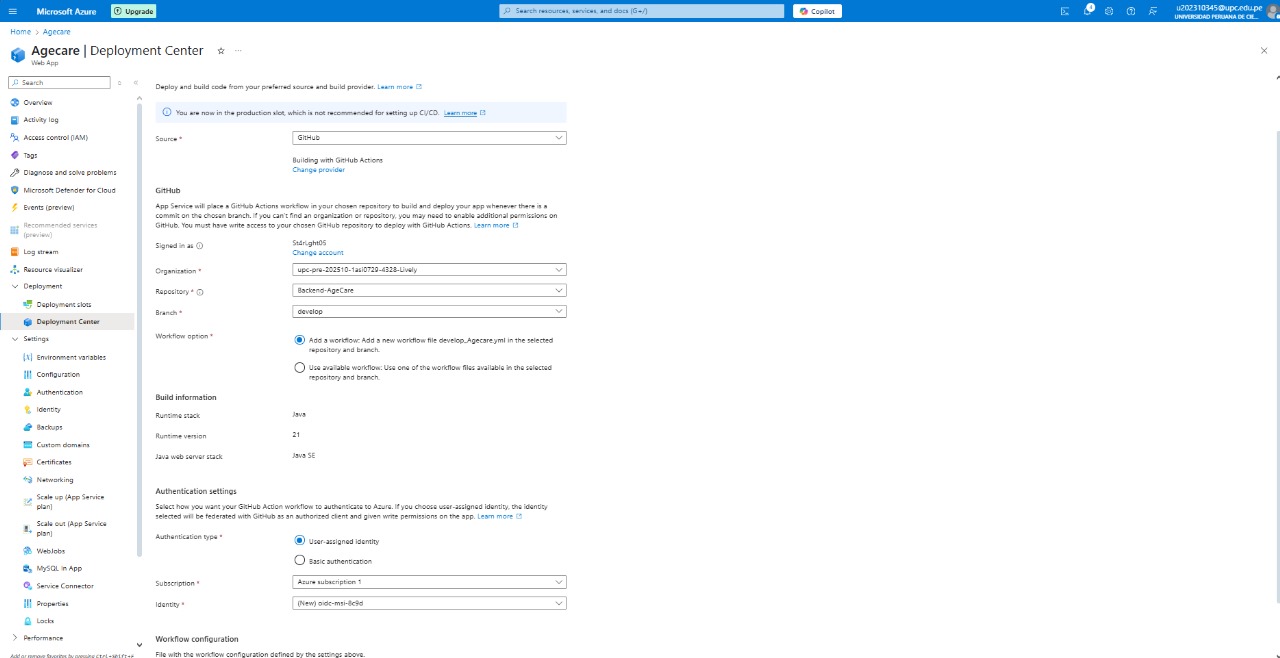 Microsoft Azure
Upgrade
Search resources, services, and docs (G+/)
Copilot
4
u202310345@upc.edu.pe
UNIVERSIDAD PERUANA DE CIE...
Home > Agecare
Agecare | Deployment Center
Web App
Search
Overview
Activity log
Access control (IAM)
Tags
Diagnose and solve problems
Microsoft Defender for Cloud
Events (preview)
Recommended services
(preview)
Log stream
Resource visualizer
Deployment
Deployment slots
Deployment Center
Settings
Environment variables
Configuration
Authentication
Identity
Backups
Custom domains
Certificates
Networking
Scale up (App Service
plan)
Scale out (App Service
plan)
WebJobs
MySQL In App
Service Connector
Properties
Locks
Performance
Add or remove favorites by pressing Ctrl+Shift+F
Deploy and build code from your preferred source and build provider. Learn more
You are now in the production slot, which is not recommended for setting up CI/CD. Learn more
Source *
GitHub
Building with GitHub Actions
Change provider
GitHub
App Service will place a GitHub Actions workflow in your chosen repository to build and deploy your app whenever there is a
commit on the chosen branch. If you can't find an organization or repository, you may need to enable additional permissions on
GitHub. You must have write access to your chosen GitHub repository to deploy with GitHub Actions. Learn more
Signed in as
St4rLght05
Change account
Organization *
upc-pre-202510-1asi0729-4328-Lively
Repository *
Backend-AgeCare
Branch *
develop
Workflow option *
Add a workflow: Add a new workflow file develop_Agecare.yml in the selected
repository and branch.
Use available workflow: Use one of the workflow files available in the selected
repository and branch.
Build information
Runtime stack
Java
Runtime version
21
Java web server stack
Java SE
Authentication settings
Select how you want your GitHub Action workflow to authenticate to Azure. If you choose user-assigned identity, the identity
selected will be federated with GitHub as an authorized client and given write permissions on the app. Learn more
Authentication type *
User-assigned identity
Basic authentication
Subscription *
Azure subscription 1
Identity *
(New) oidc-msi-8c9d
Workflow configuration
File with the workflow configuration defined by the settings above.